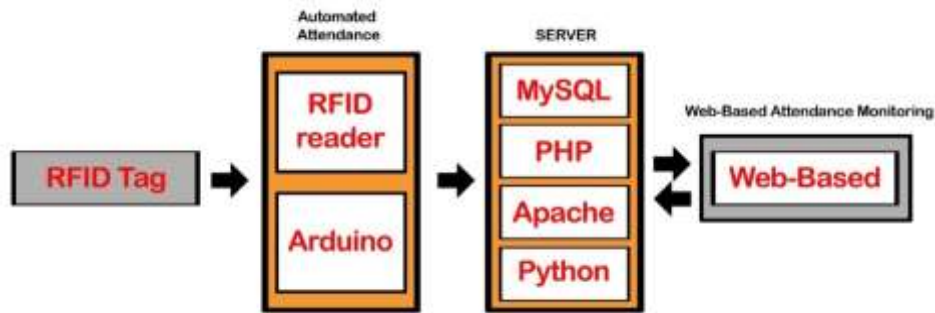 Automated
Attendance
SERVER
RFID
reader
MySQL
Web-Based Attendance Monitoring
PHP
RFID Tag
Web-Based
Arduino
Apache
Python